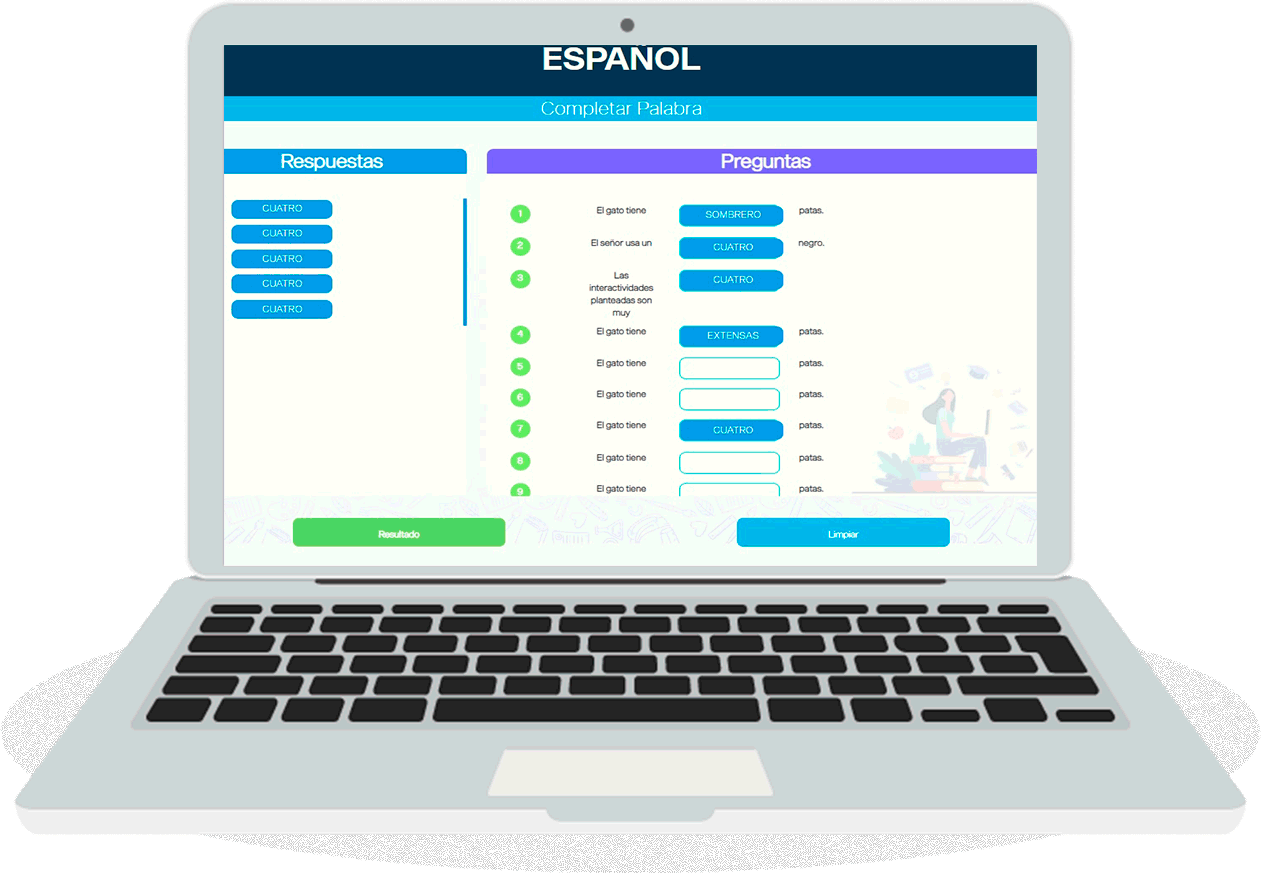 ESPAÑOL
Completar Palabra
Respuestas
CUATRO
CUATRO
CUATRO
CUATRO
CUATRO
Preguntas
1 El gato tiene SOMBRERO patas.
2 El señor usa un CUATRO negro.
3 Las interactividades planteadas son muy CUATRO
4 El gato tiene EXTENSAS patas.
5 El gato tiene patas.
6 El gato tiene patas.
7 El gato tiene CUATRO patas.
8 El gato tiene patas.
9 El gato tiene patas.
Resultado
Limpiar